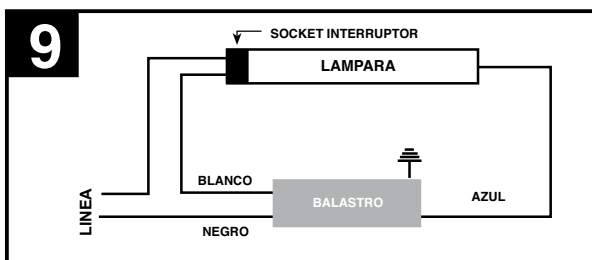 9
SOCKET INTERRUPTOR
LAMPARA
LINEA
BLANCO
BALASTRO
AZUL
NEGRO